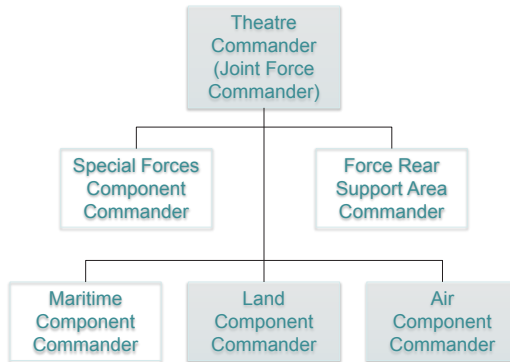 Theatre
Commander
(Joint Force
Commander)
Special Forces
Component
Commander
Force Rear
Support Area
Commander
Maritime
Component
Commander
Land
Component
Commander
Air
Component
Commander